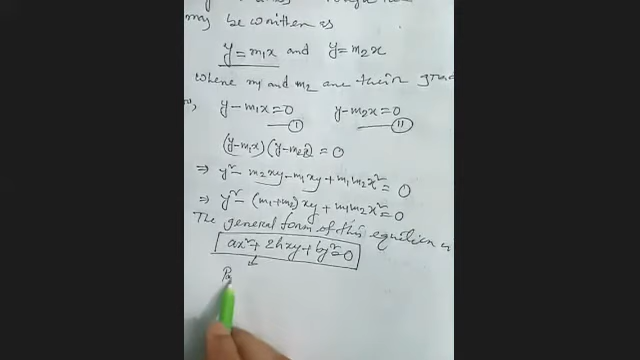 may be written as
y = m₁x and y = m₂x
where m₁ and m₂ are their
y - m₁x = 0 y - m₂x = 0
I II
(y-m₁x)(y-m₂x) = 0
⇒ y² - m₂xy - m₁xy + m₁m₂x² = 0
⇒ y² - (m₁+m₂)xy + m₁m₂x² = 0
The general form of this equation is
ax² + 2hxy + by² = 0